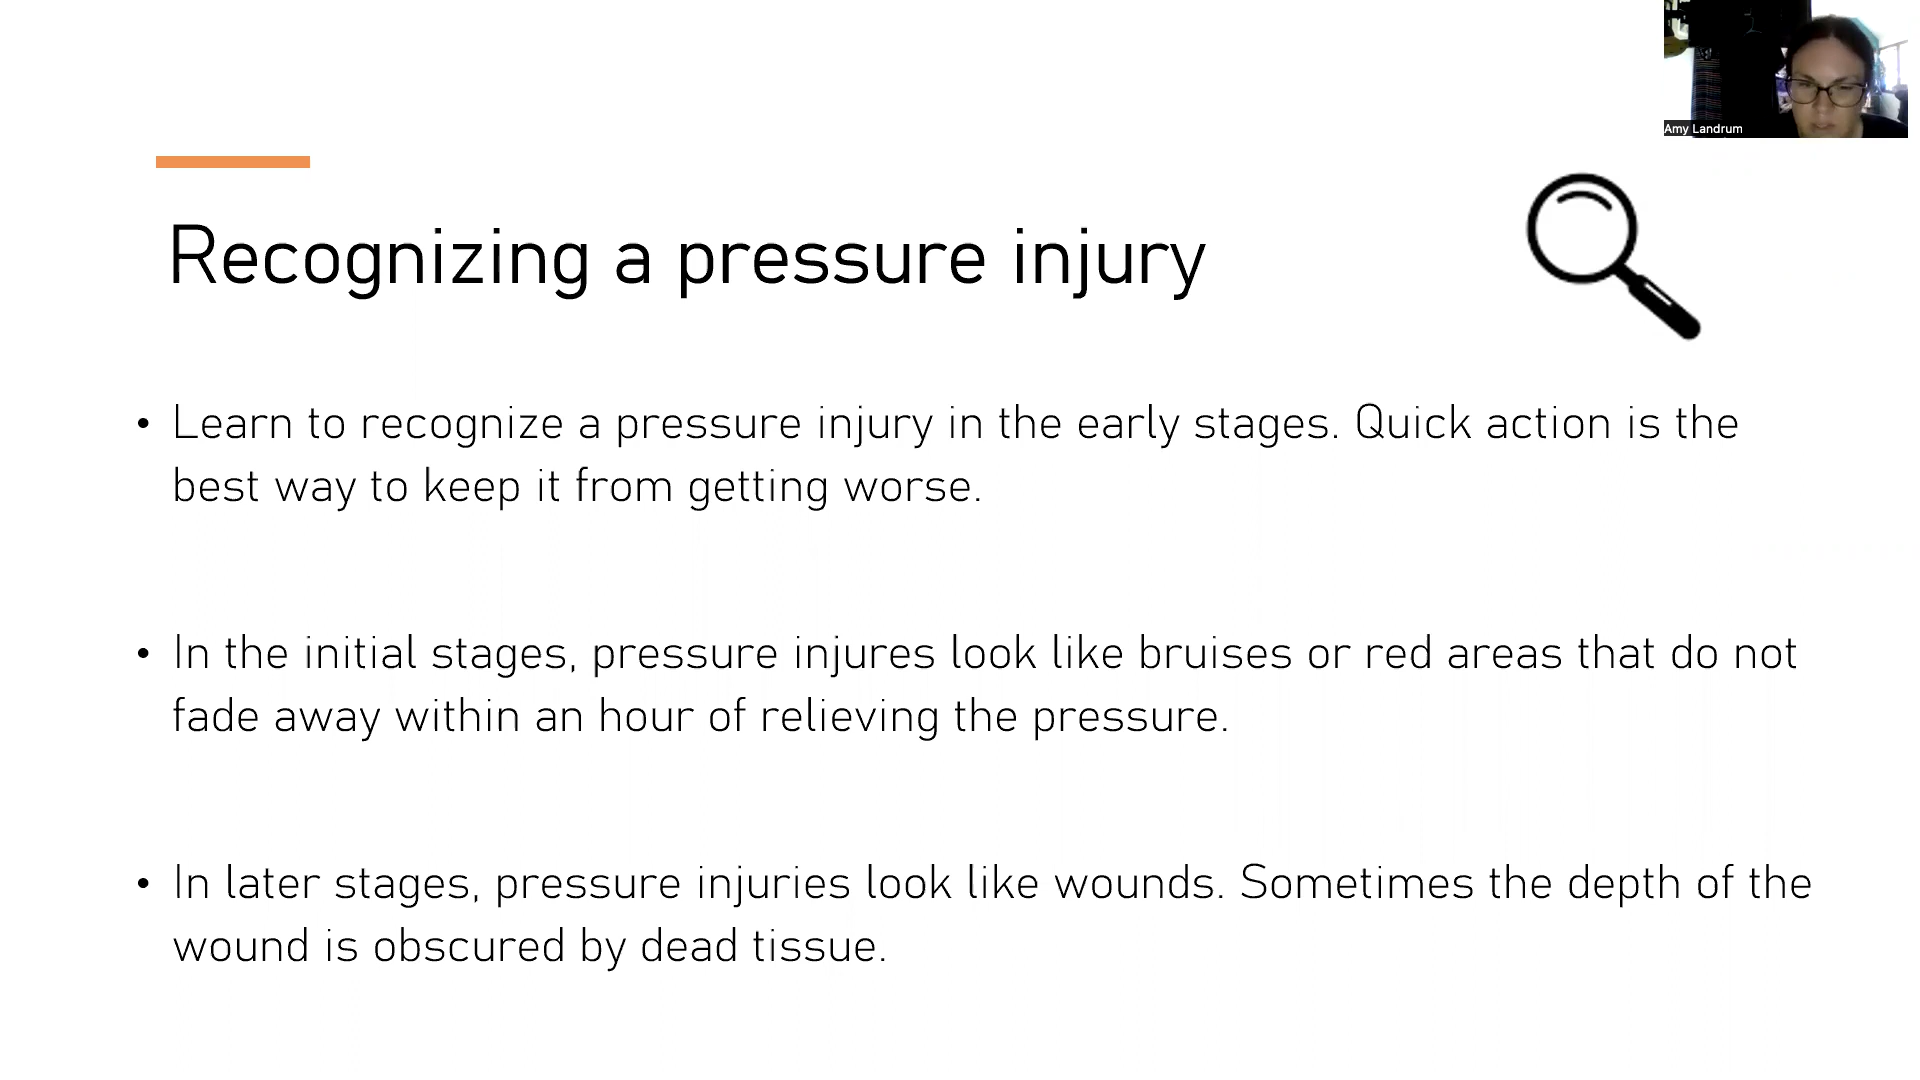 Amy Landrum
Recognizing a pressure injury
• Learn to recognize a pressure injury in the early stages. Quick action is the
best way to keep it from getting worse.
• In the initial stages, pressure injures look like bruises or red areas that do not
fade away within an hour of relieving the pressure.
• In later stages, pressure injuries look like wounds. Sometimes the depth of the
wound is obscured by dead tissue.